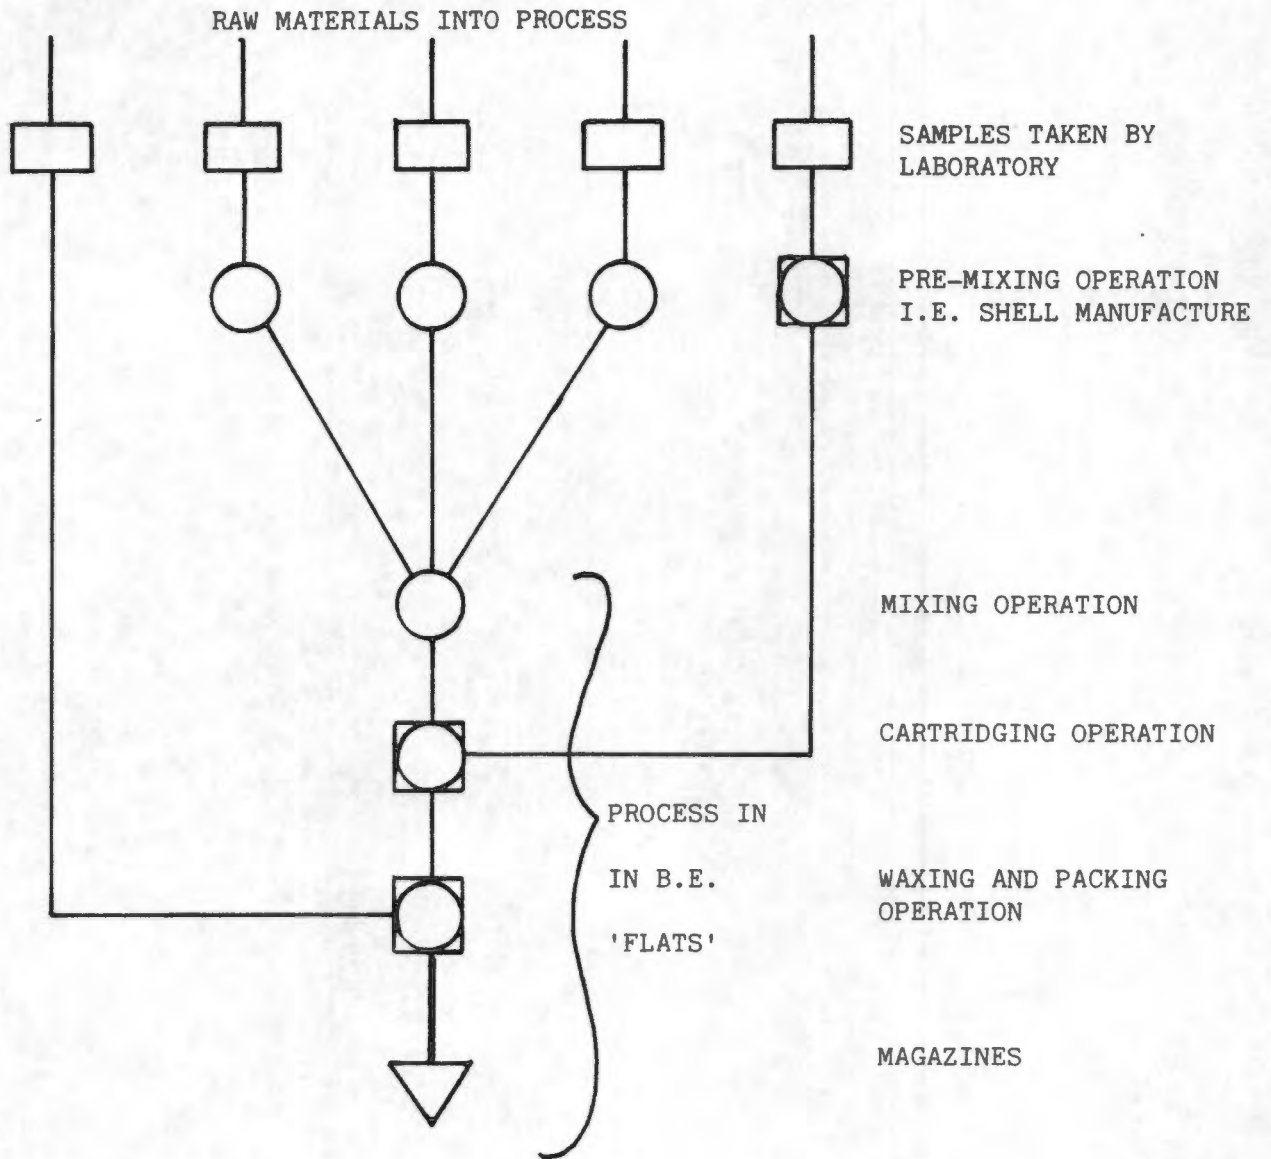 RAW MATERIALS INTO PROCESS
SAMPLES TAKEN BY
LABORATORY
PRE-MIXING OPERATION
I.E. SHELL MANUFACTURE
MIXING OPERATION
CARTRIDGING OPERATION
PROCESS IN
IN B.E.
'FLATS'
WAXING AND PACKING
OPERATION
MAGAZINES